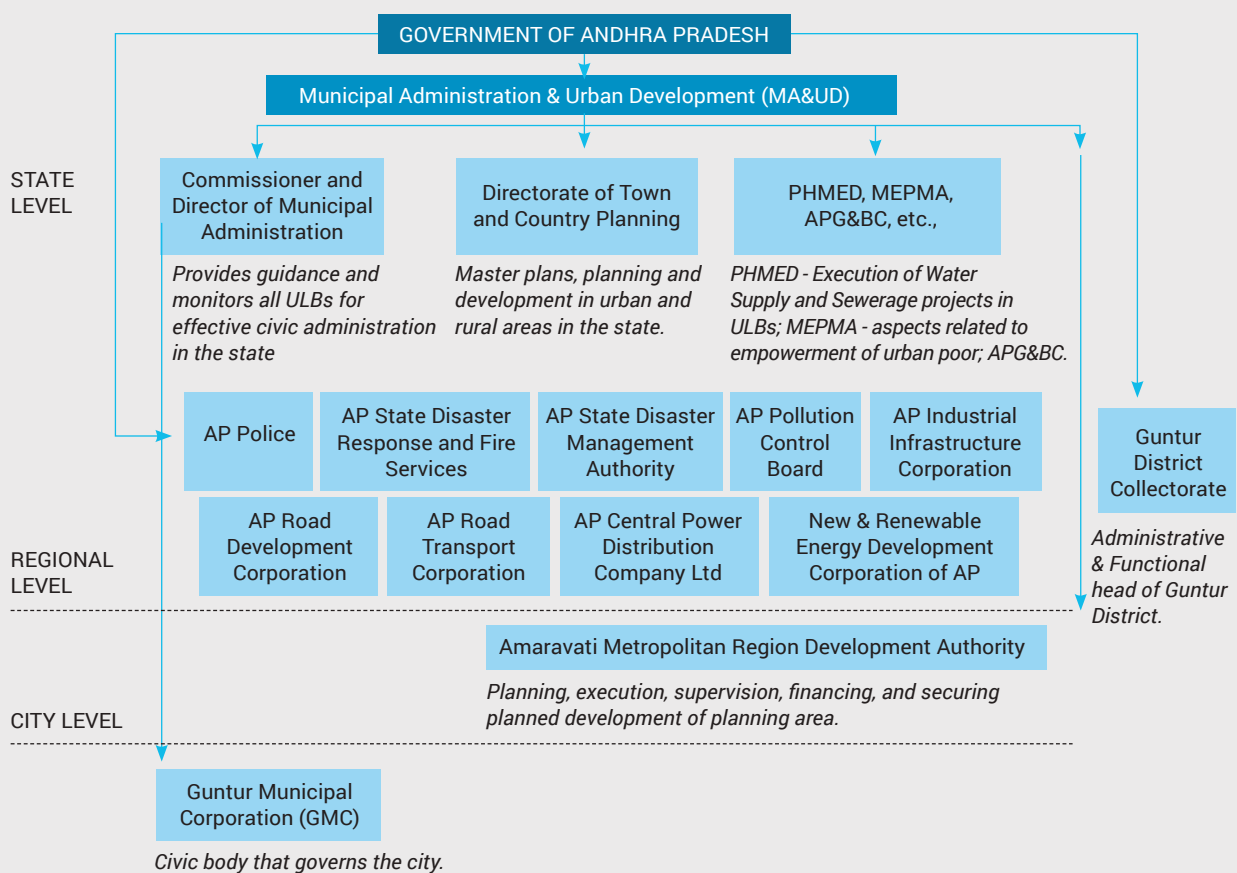 GOVERNMENT OF ANDHRA PRADESH
Municipal Administration & Urban Development (MA&UD)
STATE
LEVEL
Commissioner and
Director of Municipal
Administration
Provides guidance and
monitors all ULBs for
effective civic administration
in the state
Directorate of Town
and Country Planning
Master plans, planning and
development in urban and
rural areas in the state.
PHMED, MEPMA,
APG&BC, etc.,
PHMED - Execution of Water
Supply and Sewerage projects in
ULBs; MEPMA - aspects related to
empowerment of urban poor; APG&BC.
AP Police
AP State Disaster
Response and Fire
Services
AP State Disaster
Management
Authority
AP Pollution
Control
Board
AP Industrial
Infrastructure
Corporation
Guntur
District
Collectorate
Administrative
& Functional
head of Guntur
District.
AP Road
Development
Corporation
AP Road
Transport
Corporation
AP Central Power
Distribution
Company Ltd
New & Renewable
Energy Development
Corporation of AP
REGIONAL
LEVEL
Amaravati Metropolitan Region Development Authority
Planning, execution, supervision, financing, and securing
planned development of planning area.
CITY LEVEL
Guntur Municipal
Corporation (GMC)
Civic body that governs the city.